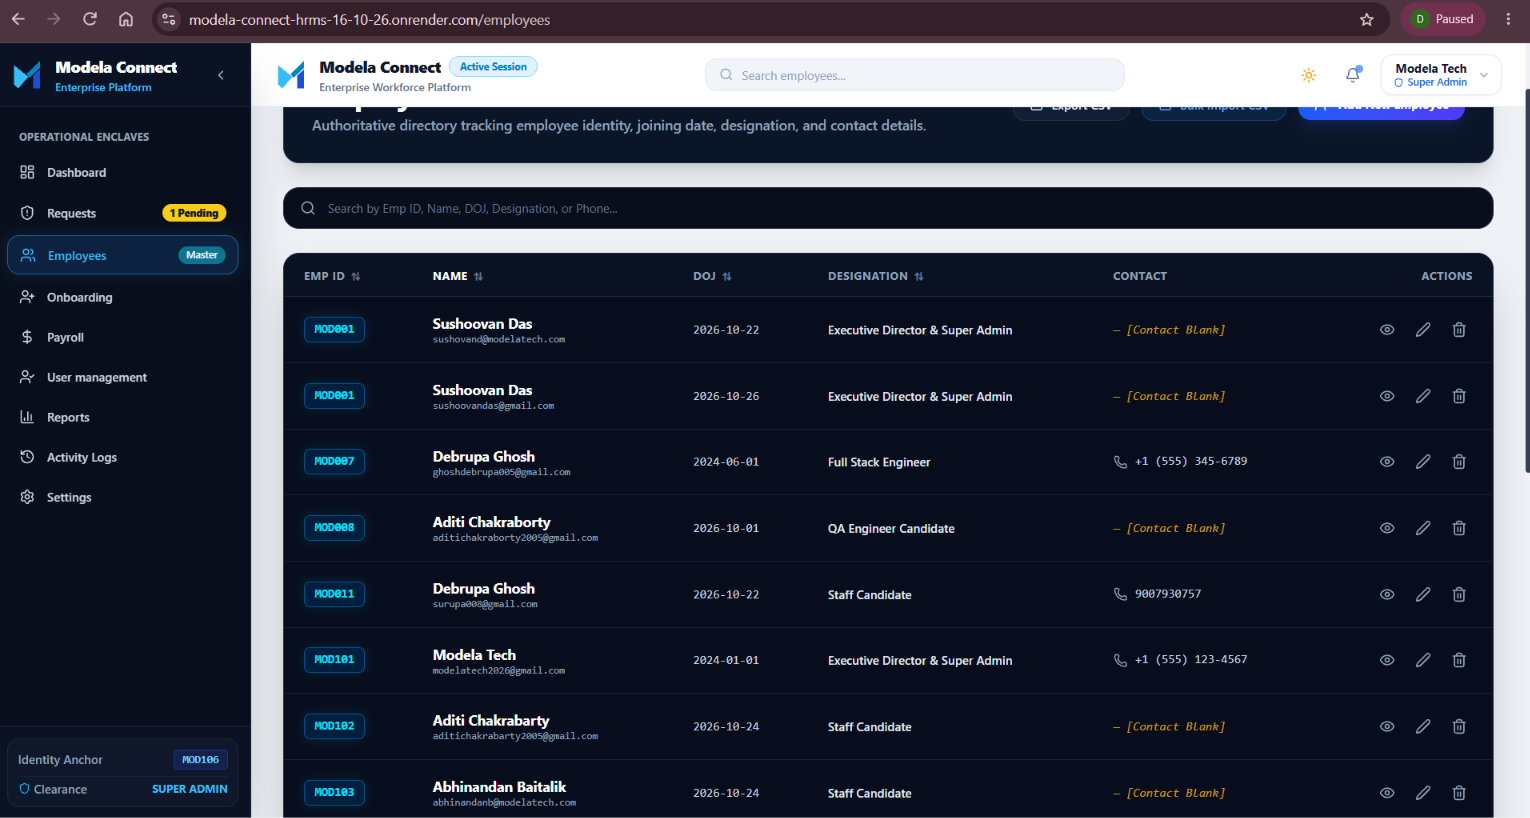 modela-connect-hrms-16-10-26.onrender.com/employees
D Paused
Modela Connect
Enterprise Platform
OPERATIONAL ENCLAVES
Dashboard
Requests 1 Pending
Employees Master
Onboarding
Payroll
User management
Reports
Activity Logs
Settings
Identity Anchor MOD106
Clearance SUPER ADMIN
Modela Connect Active Session
Enterprise Workforce Platform
Search employees...
Modela Tech
Super Admin
Export CSV Bulk Import CSV Add New Employee
Authoritative directory tracking employee identity, joining date, designation, and contact details.
Search by Emp ID, Name, DOJ, Designation, or Phone...
EMP ID NAME DOJ DESIGNATION CONTACT ACTIONS
MOD001 Sushoovan Das 2026-10-22 Executive Director & Super Admin — [Contact Blank]
sushovand@modelatech.com
MOD001 Sushoovan Das 2026-10-26 Executive Director & Super Admin — [Contact Blank]
sushoovandas@gmail.com
MOD007 Debrupa Ghosh 2024-06-01 Full Stack Engineer +1 (555) 345-6789
ghoshdebrupa005@gmail.com
MOD008 Aditi Chakraborty 2026-10-01 QA Engineer Candidate — [Contact Blank]
aditichakraborty2005@gmail.com
MOD011 Debrupa Ghosh 2026-10-22 Staff Candidate 9007930757
surupa008@gmail.com
MOD101 Modela Tech 2024-01-01 Executive Director & Super Admin +1 (555) 123-4567
modelatech2026@gmail.com
MOD102 Aditi Chakrabarty 2026-10-24 Staff Candidate — [Contact Blank]
aditichakrabarty2005@gmail.com
MOD103 Abhinandan Baitalik 2026-10-24 Staff Candidate — [Contact Blank]
abhinandanb@modelatech.com